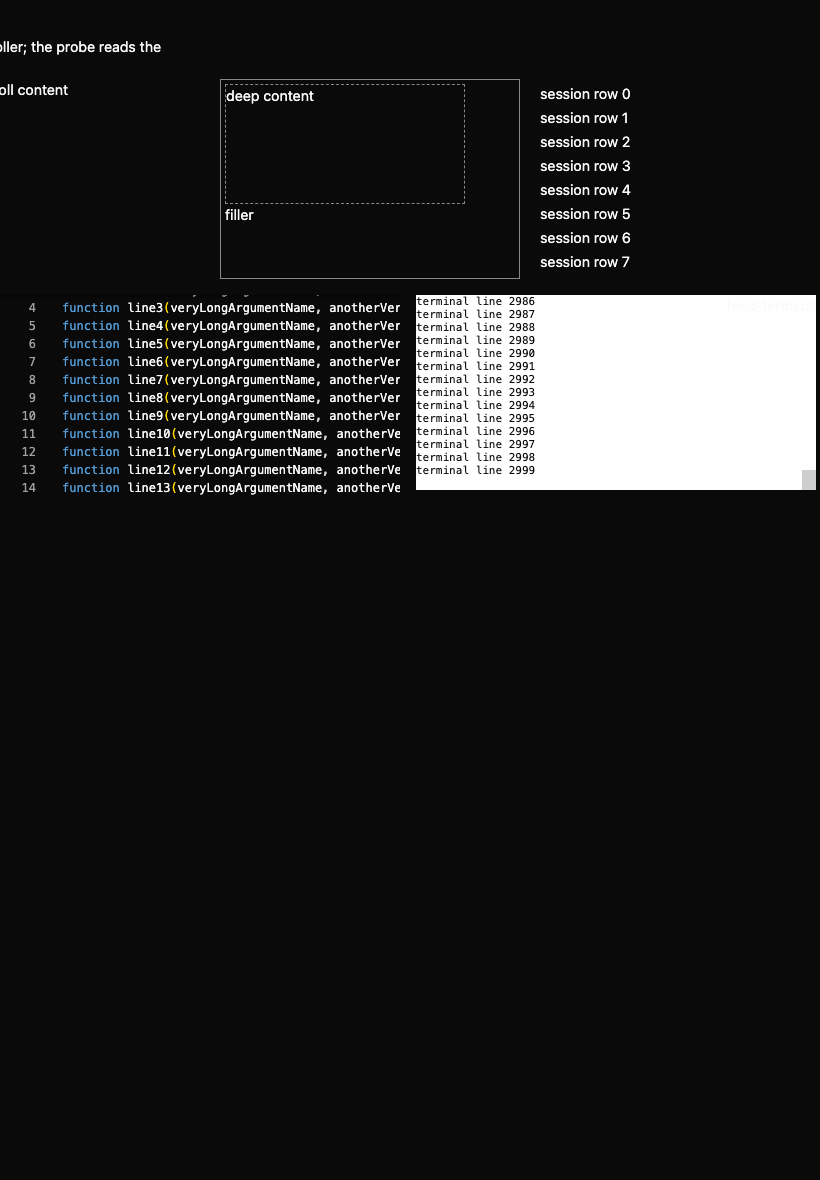 oller; the probe reads the
oll content
deep content
filler
session row 0
session row 1
session row 2
session row 3
session row 4
session row 5
session row 6
session row 7
4 function line3(veryLongArgumentName, anotherVer
5 function line4(veryLongArgumentName, anotherVer
6 function line5(veryLongArgumentName, anotherVer
7 function line6(veryLongArgumentName, anotherVer
8 function line7(veryLongArgumentName, anotherVer
9 function line8(veryLongArgumentName, anotherVer
10 function line9(veryLongArgumentName, anotherVer
11 function line10(veryLongArgumentName, anotherVe
12 function line11(veryLongArgumentName, anotherVe
13 function line12(veryLongArgumentName, anotherVe
14 function line13(veryLongArgumentName, anotherVe
terminal line 2986
terminal line 2987
terminal line 2988
terminal line 2989
terminal line 2990
terminal line 2991
terminal line 2992
terminal line 2993
terminal line 2994
terminal line 2995
terminal line 2996
terminal line 2997
terminal line 2998
terminal line 2999